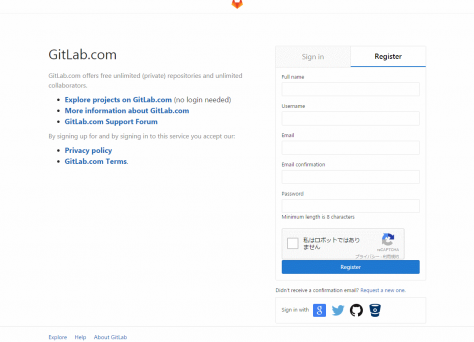 GitLab.com
GitLab.com offers free unlimited (private) repositories and unlimited
collaborators.
Explore projects on GitLab.com (no login needed)
More information about GitLab.com
GitLab.com Support Forum
By signing up for and by signing in to this service you accept our:
Privacy policy
GitLab.com Terms.
Sign in
Register
Full name
Username
Email
Email confirmation
Password
Minimum length is 8 characters
私はロボットではあり
ません
reCAPTCHA
プライバシー - 利用規約
Register
Didn't receive a confirmation email? Request a new one.
Sign in with
Explore Help About GitLab